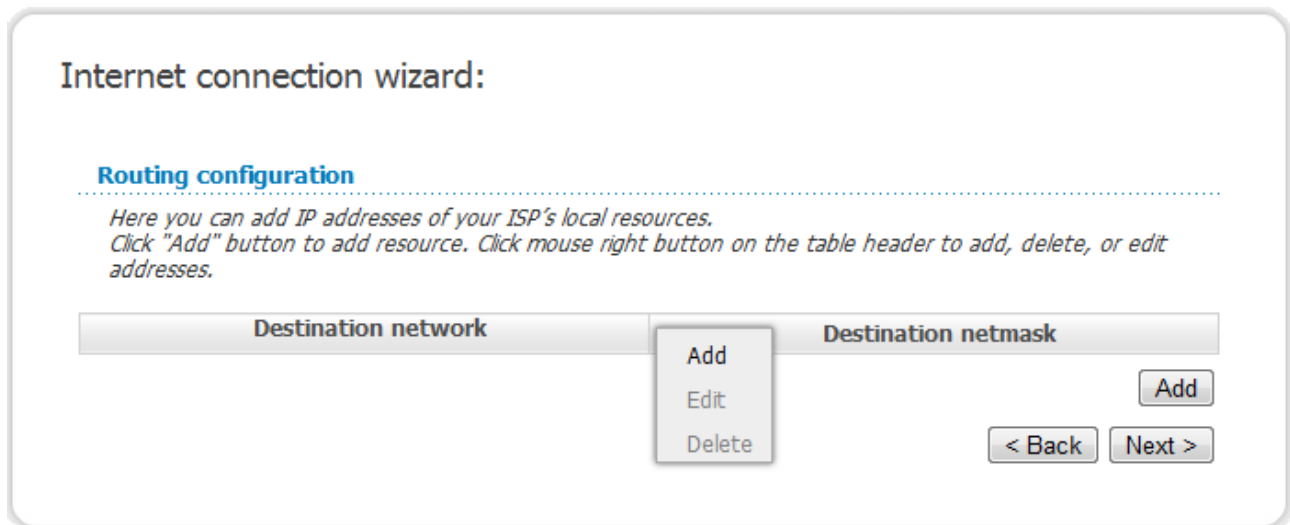 Internet connection wizard:
Routing configuration
Here you can add IP addresses of your ISP's local resources.
Click "Add" button to add resource. Click mouse right button on the table header to add, delete, or edit
addresses.
Destination network Destination netmask
Add
Edit
Delete
Add
< Back Next >